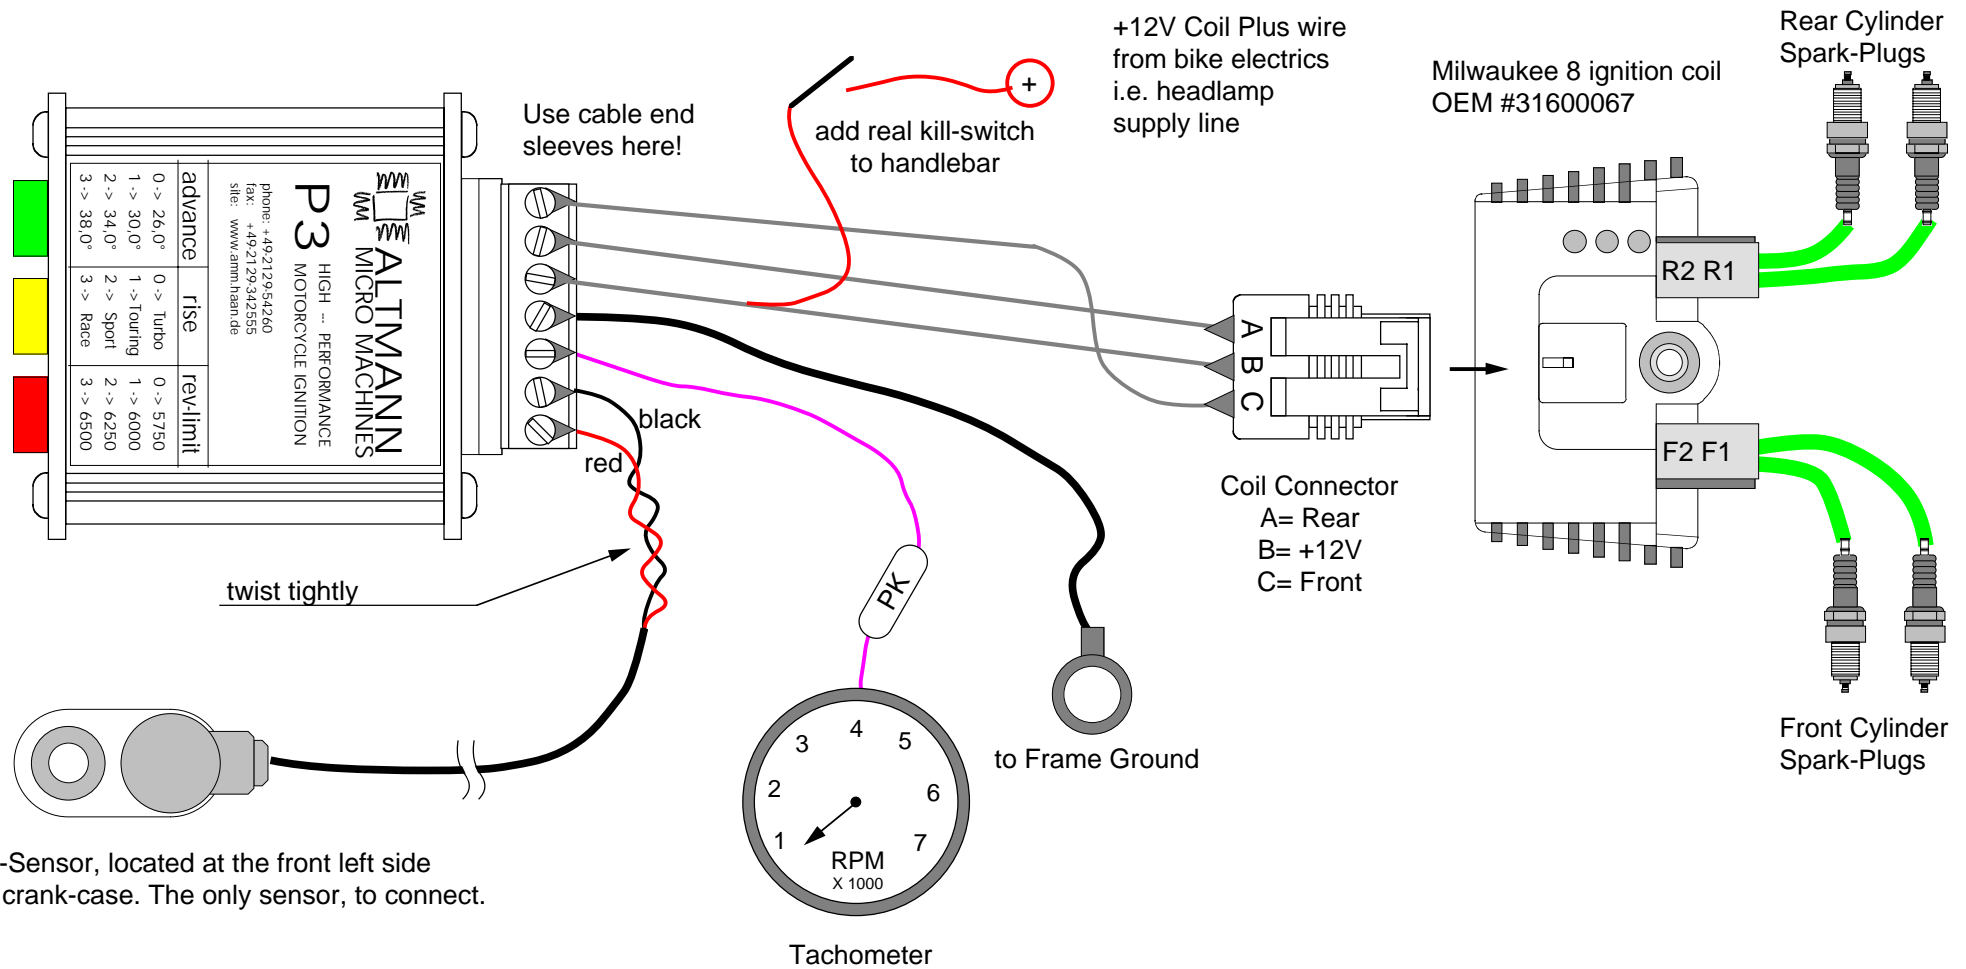 Use cable end
sleeves here!
add real kill-switch
to handlebar
+
+12V Coil Plus wire
from bike electrics
i.e. headlamp
supply line
Milwaukee 8 ignition coil
OEM #31600067
Rear Cylinder
Spark-Plugs
ALTMANN
MICRO MACHINES
P3
HIGH -- PERFORMANCE
MOTORCYCLE IGNITION
phone: +49-2129-54260
fax: +49-2129-342555
site: www.amm.haan.de
advance rise rev-limit
0 -> 26,0° 0 -> Turbo 0 -> 5750
1 -> 30,0° 1 ->Touring 1 -> 6000
2 -> 34,0° 2 -> Sport 2 -> 6250
3 -> 38,0° 3 -> Race 3 -> 6500
black
red
twist tightly
A
B
C
R2 R1
F2 F1
Coil Connector
A= Rear
B= +12V
C= Front
PK
to Frame Ground
1
2
3
4
5
6
7
RPM
X 1000
Tachometer
Front Cylinder
Spark-Plugs
-Sensor, located at the front left side
crank-case. The only sensor, to connect.